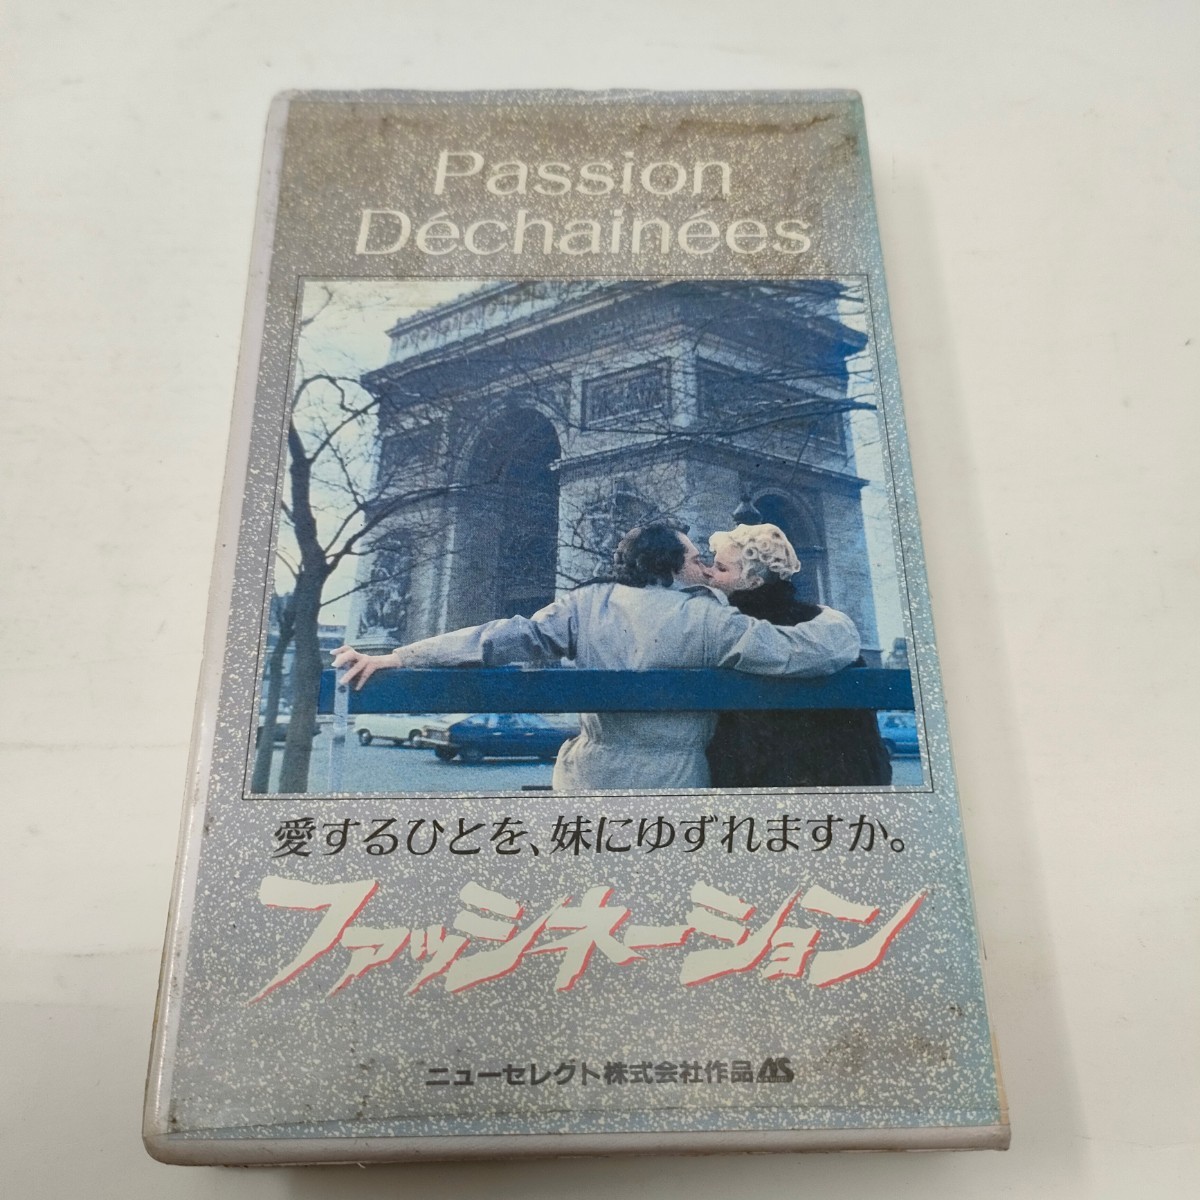 Passion
Déchainées
愛するひとを、妹にゆずれますか。
ファッシネーション
ニューセレクト株式会社作品 NS